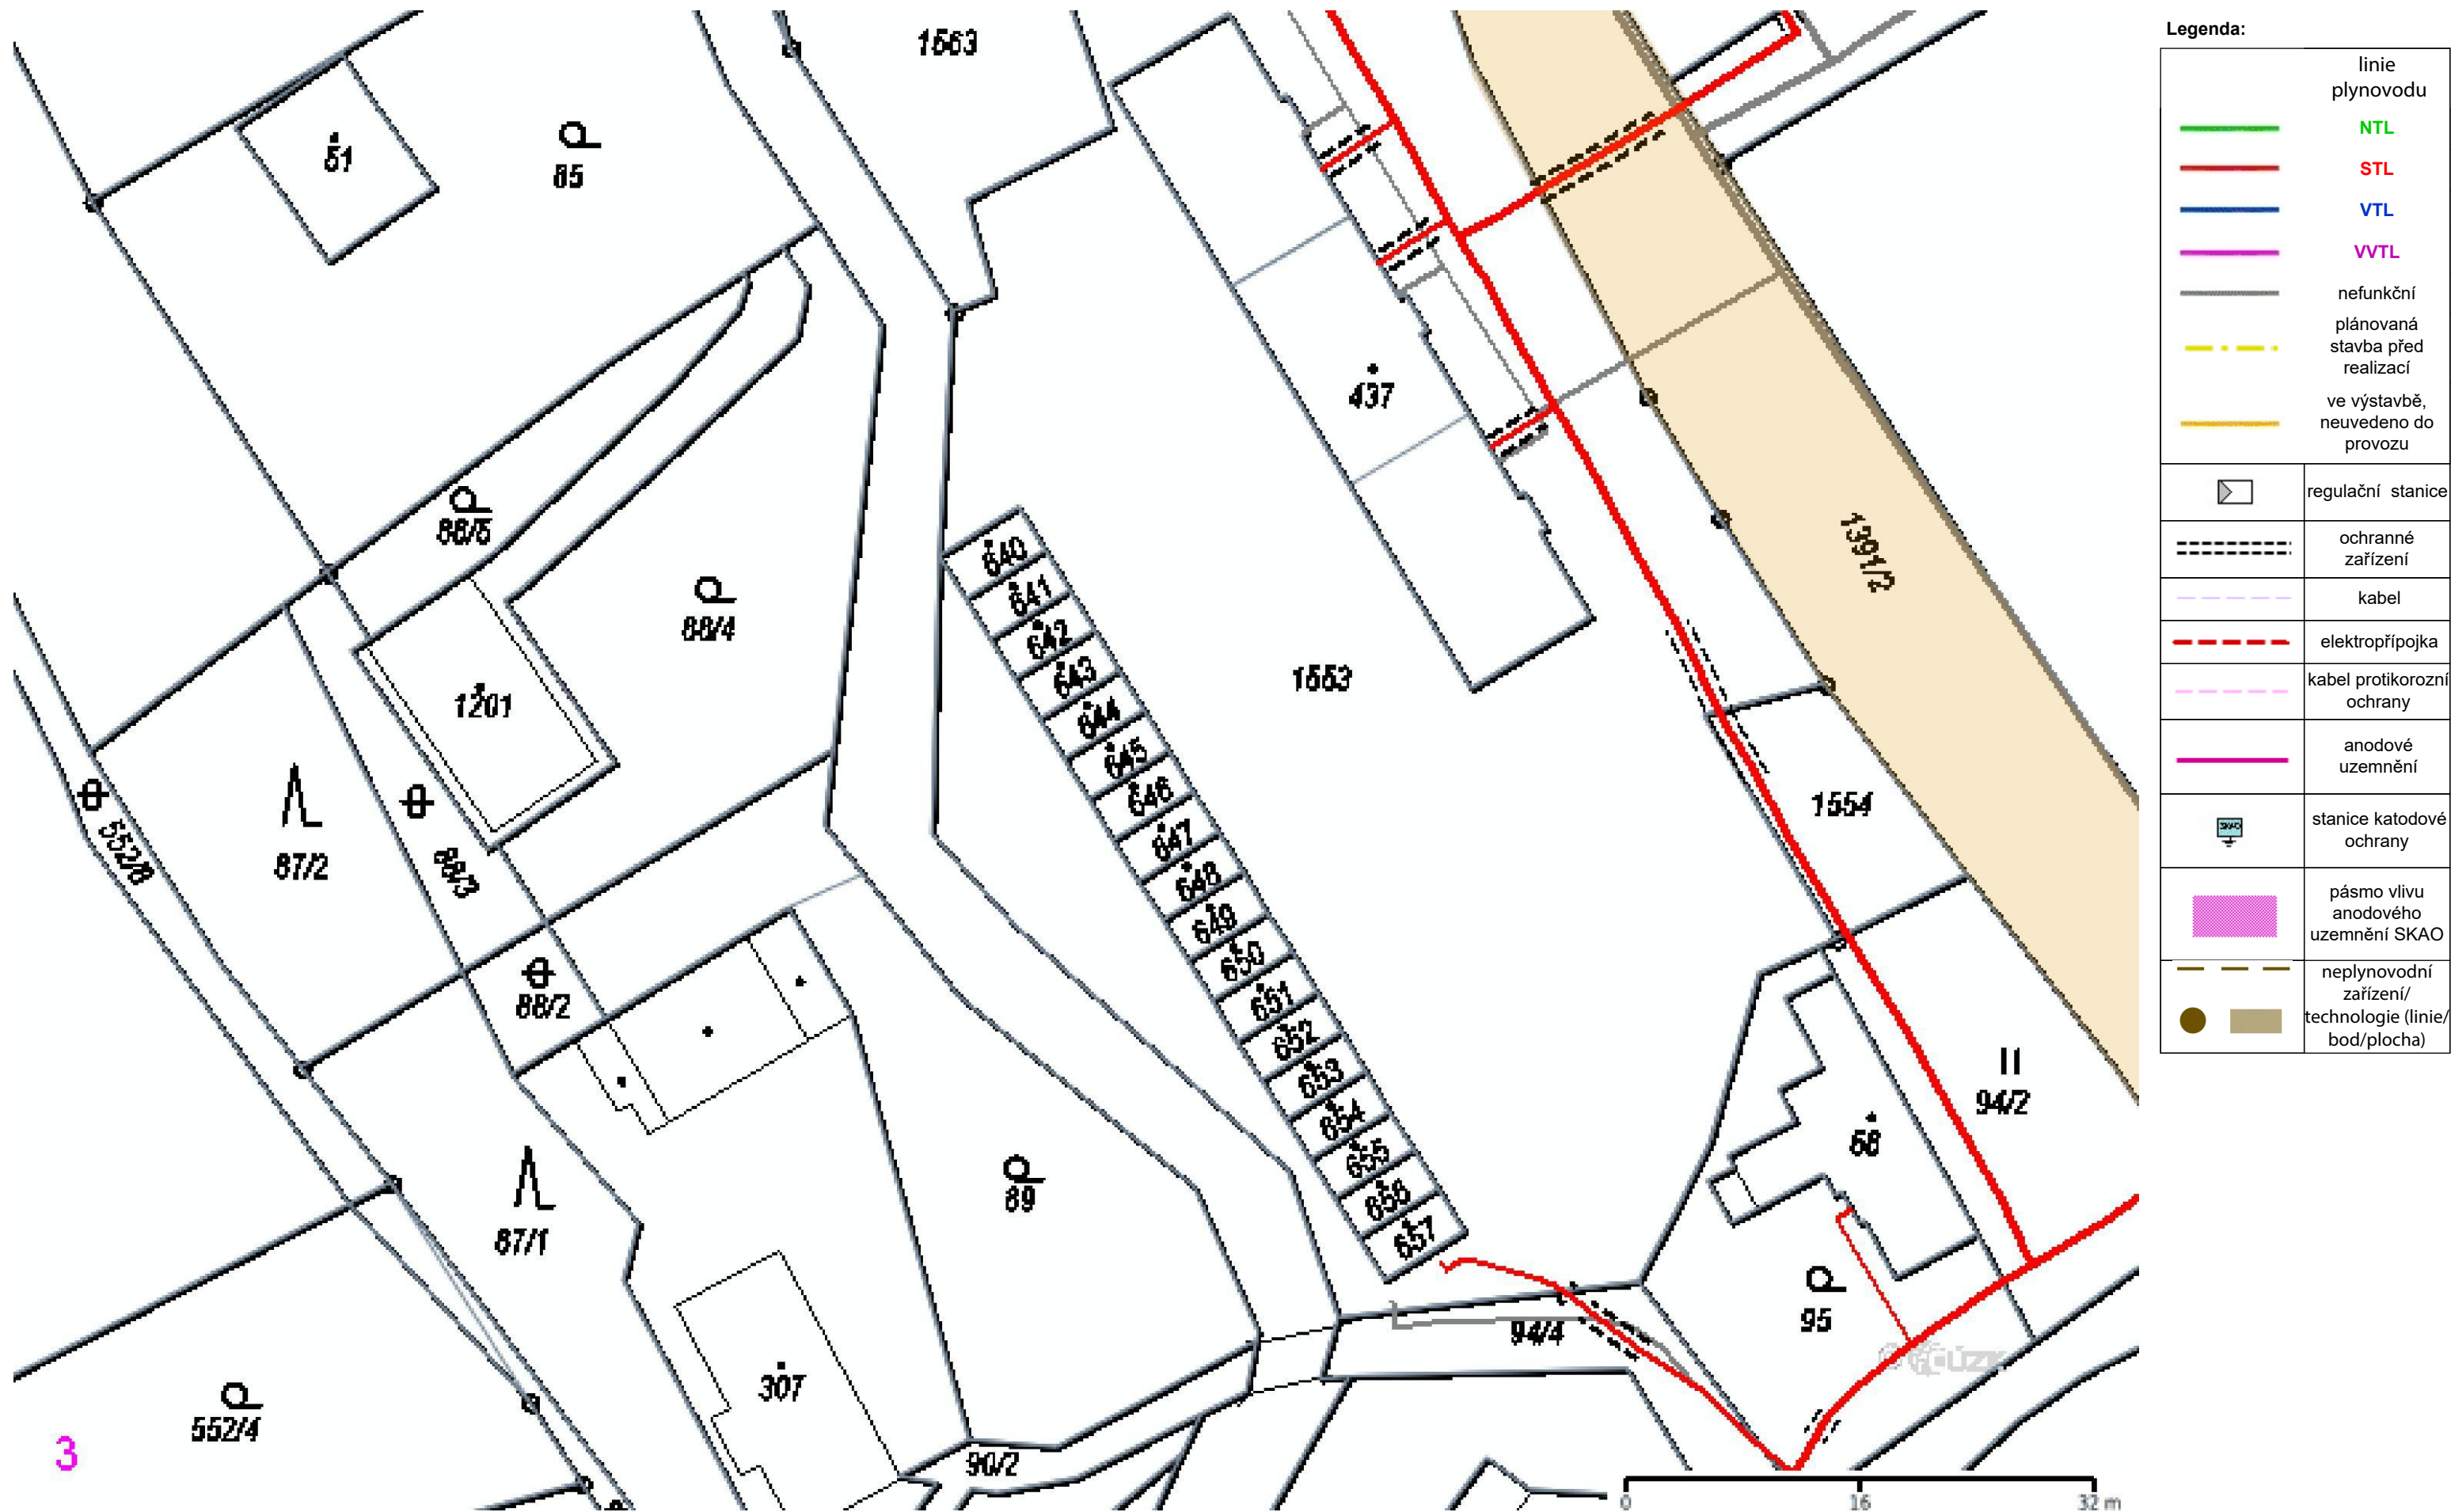 1563
51
85
86/5
88/4
1201
437
1553
1391/2
1554
640
641
642
643
644
645
646
647
648
649
650
651
652
653
654
655
656
657
552/8
87/2
88/3
88/2
87/1
89
68
94/2
95
94/4
307
552/4
90/2
3
0
16
32 m
Legenda:
linie
plynovodu
NTL
STL
VTL
VVTL
nefunkční
plánovaná
stavba před
realizací
ve výstavbě,
neuvedeno do
provozu
regulační stanice
ochranné
zařízení
kabel
elektropřípojka
kabel protikorozní
ochrany
anodové
uzemnění
SKAO
stanice katodové
ochrany
pásmo vlivu
anodového
uzemnění SKAO
neplynovodní
zařízení/
technologie (linie/
bod/plocha)